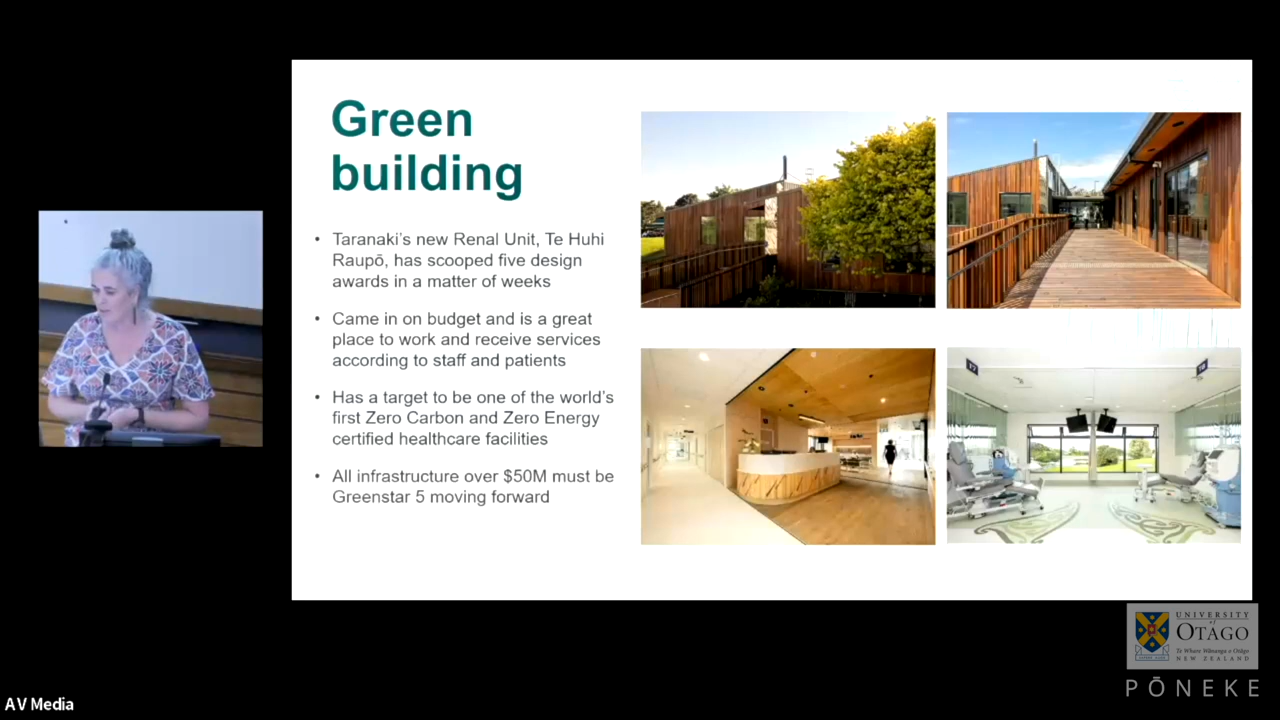 Green
building
• Taranaki's new Renal Unit, Te Huhi
Raupō, has scooped five design
awards in a matter of weeks
• Came in on budget and is a great
place to work and receive services
according to staff and patients
• Has a target to be one of the world's
first Zero Carbon and Zero Energy
certified healthcare facilities
• All infrastructure over $50M must be
Greenstar 5 moving forward
17
UNIVERSITY
of
OTAGO
Te Whare Wānanga o Otāgo
NEW ZEALAND
PŌNEKE
AV Media